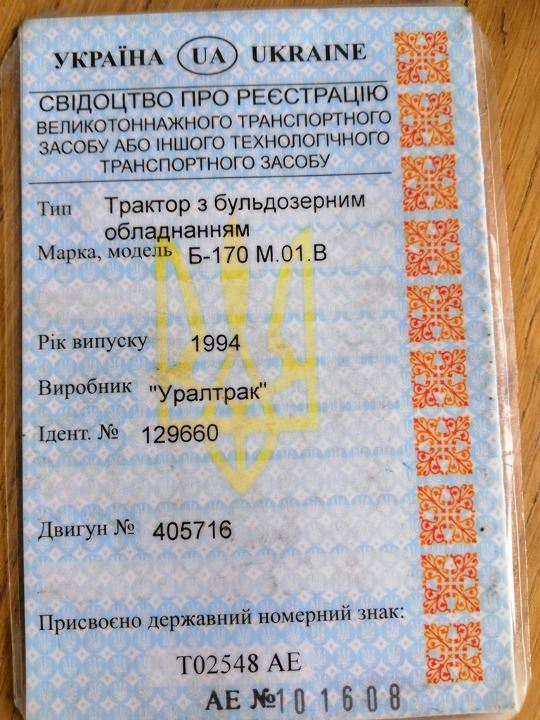 УКРАЇНА UA UKRAINE
СВІДОЦТВО ПРО РЕЄСТРАЦІЮ
ВЕЛИКОТОННАЖНОГО ТРАНСПОРТНОГО
ЗАСОБУ АБО ІНШОГО ТЕХНОЛОГІЧНОГО
ТРАНСПОРТНОГО ЗАСОБУ
Тип Трактор з бульдозерним
обладнанням
Марка, модель Б-170 М.01.В
Рік випуску 1994
Виробник "Уралтрак"
Ідент. № 129660
Двигун № 405716
Присвоєно державний номерний знак:
Т02548 АЕ
АЕ №101608